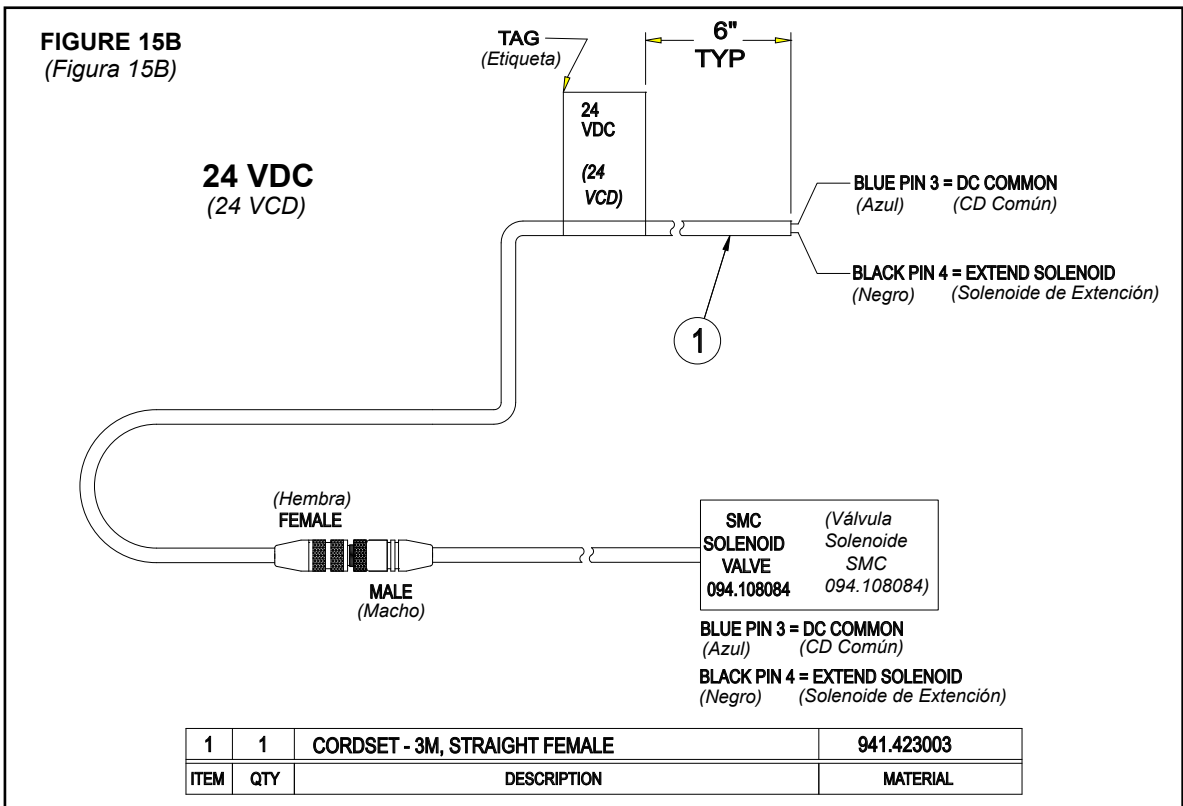 FIGURE 15B
(Figura 15B)
TAG
(Etiqueta)
6"
TYP
24
VDC
(24
VCD)
24 VDC
(24 VCD)
BLUE PIN 3 = DC COMMON
(Azul) (CD Común)
BLACK PIN 4 = EXTEND SOLENOID
(Negro) (Solenoide de Extención)
1
(Hembra)
FEMALE
MALE
(Macho)
SMC
SOLENOID
VALVE
094.108084
(Válvula
Solenoide
SMC
094.108084)
BLUE PIN 3 = DC COMMON
(Azul) (CD Común)
BLACK PIN 4 = EXTEND SOLENOID
(Negro) (Solenoide de Extención)
1 1 CORDSET - 3M, STRAIGHT FEMALE 941.423003
ITEM QTY DESCRIPTION MATERIAL